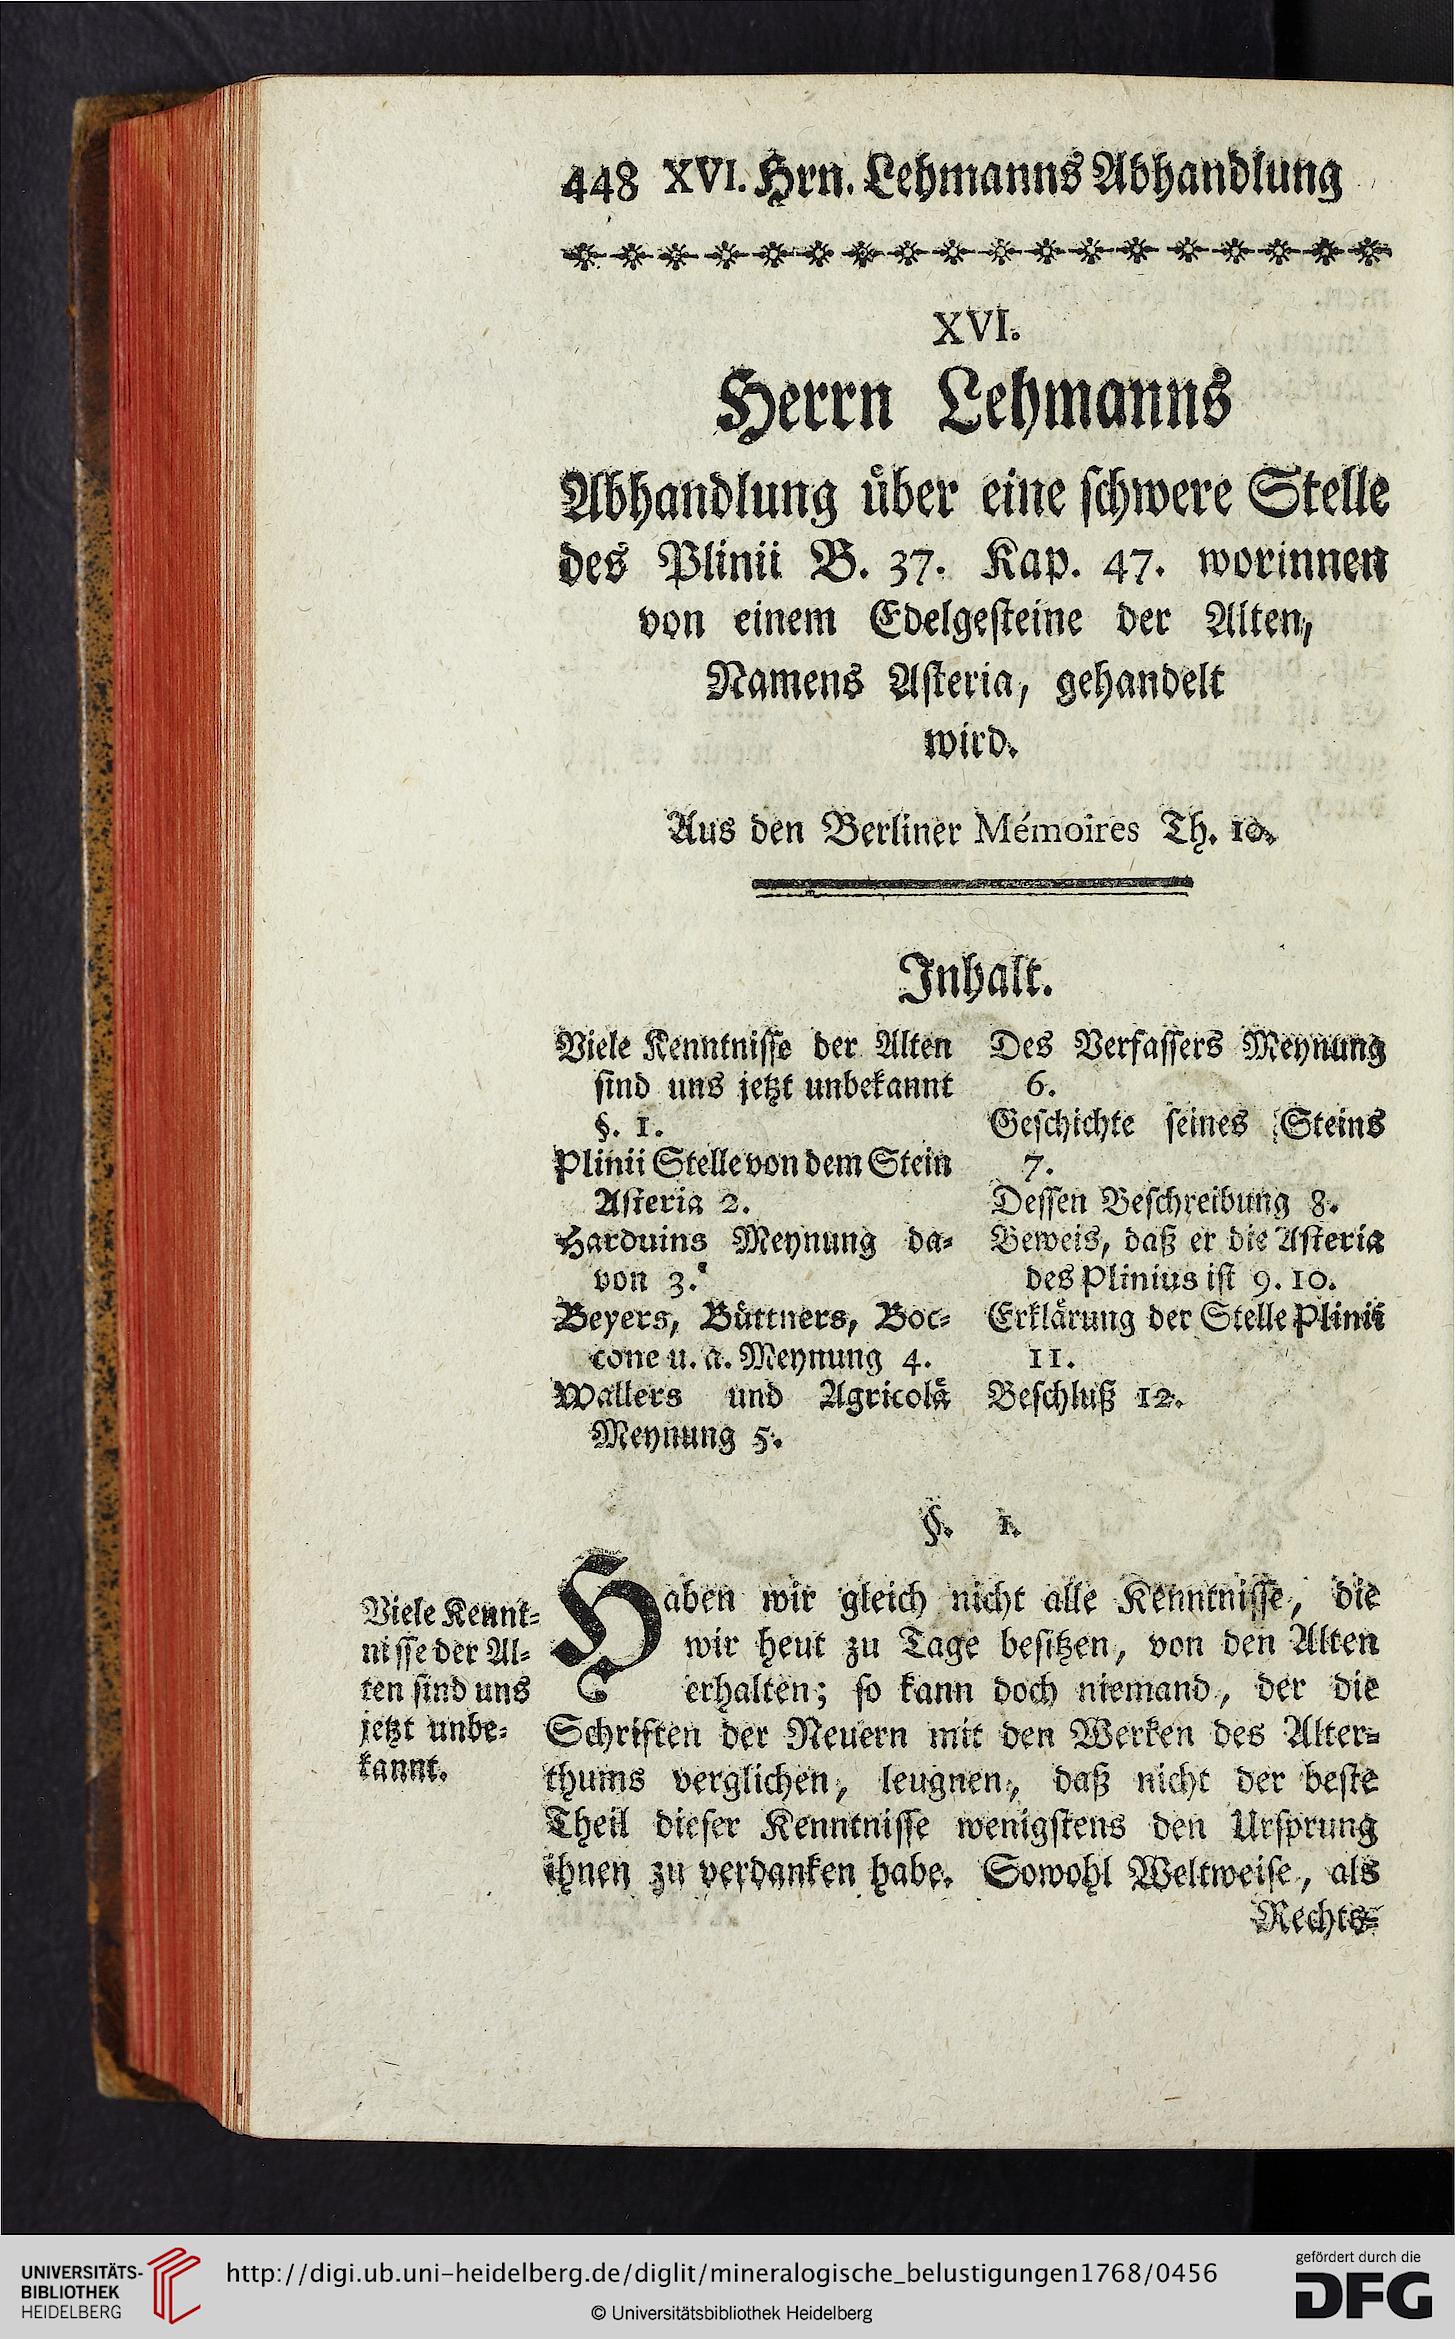 448 XVI. Hrn. Lehmanns Abhandlung
XVI.
Herrn Lehmanns
Abhandlung über eine schwere Stelle
des Plinii B. 37. Kap. 47. worinnen
von einem Edelgesteine der Alten,
Namens Asteria, gehandelt
wird.
Aus den Berliner Mémoires Th. 10.
Inhalt.
Viele Kenntnisse der Alten
sind uns jetzt unbekannt
§. 1.
Plinii Stelle von dem Stein
Asteria 2.
Harduins Meynung da-
von 3.
Beyers, Büttners, Boc-
cone u. a. Meynung 4.
Wallers und Agricolä
Meynung 5.
Des Verfassers Meynung
6.
Geschichte seines Steins
7.
Dessen Beschreibung 8.
Beweis, daß er die Asteria
des Plinius ist 9. 10.
Erklärung der Stelle Plinii
11.
Beschluß 12.
§. 1.
Viele Kennt-
nisse der Al-
ten sind uns
jetzt unbe-
kannt.
Haben wir gleich nicht alle Kenntnisse, die
wir heut zu Tage besitzen, von den Alten
erhalten; so kann doch niemand, der die
Schriften der Neuern mit den Werken des Alter-
thums verglichen, leugnen, daß nicht der beste
Theil dieser Kenntnisse wenigstens den Ursprung
ihnen zu verdanken habe. Sowohl Weltweise, als
Rechts-
UNIVERSITÄTS-
BIBLIOTHEK
HEIDELBERG
http://digi.ub.uni-heidelberg.de/diglit/mineralogische_belustigungen1768/0456
© Universitätsbibliothek Heidelberg
gefördert durch die
DFG